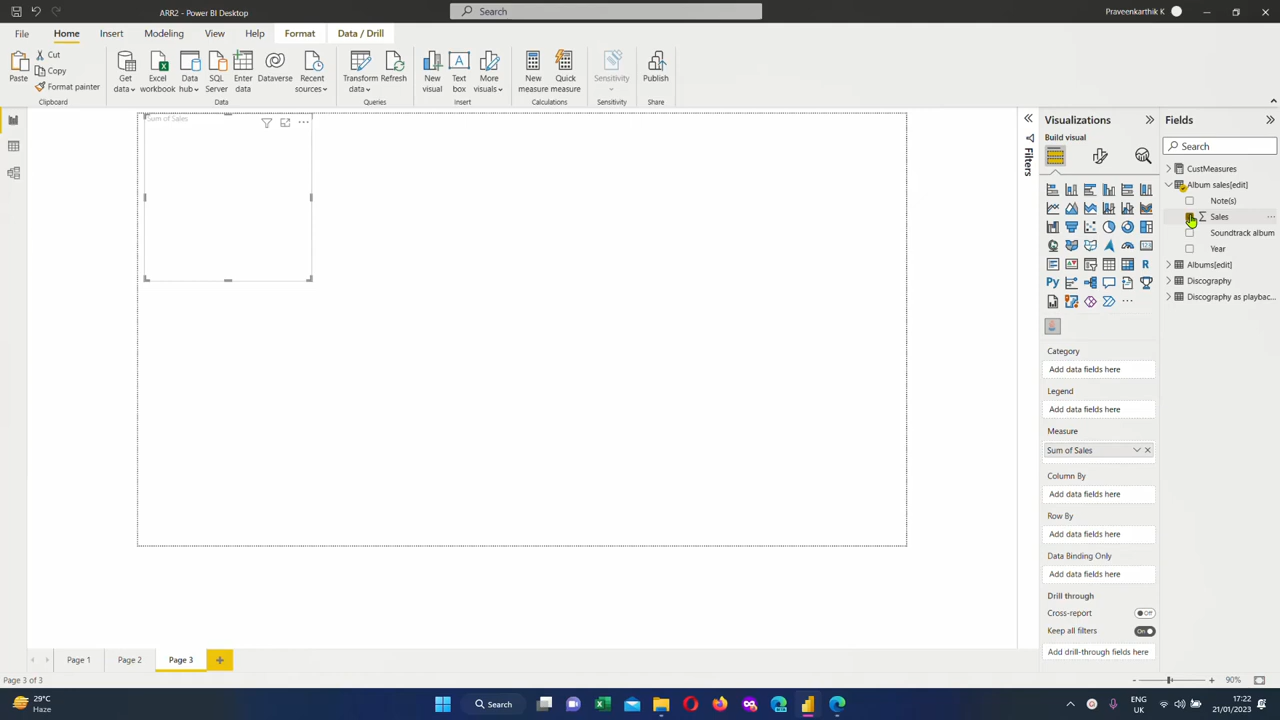 ARR2 - Power BI Desktop
Search
Praveenkarthik K
File Home Insert Modeling View Help Format Data / Drill
Paste
Cut
Copy
Format painter
Clipboard
Get data
Excel workbook
Data hub
SQL Server
Enter data
Dataverse
Recent sources
Data
Transform data
Refresh
Queries
New visual
Text box
More visuals
Insert
New measure
Quick measure
Calculations
Sensitivity
Sensitivity
Publish
Share
Sum of Sales
Filters
Visualizations
Build visual
R
Py
123
Category
Add data fields here
Legend
Add data fields here
Measure
Sum of Sales
Column By
Add data fields here
Row By
Add data fields here
Data Binding Only
Add data fields here
Drill through
Cross-report
Off
Keep all filters
On
Add drill-through fields here
Fields
Search
CustMeasures
Album sales[edit]
Note(s)
Sales
Soundtrack album
Year
Albums[edit]
Discography
Discography as playbac...
Page 1 Page 2 Page 3
Page 3 of 3
90%
29°C
Haze
Search
ENG
UK
17:22
21/01/2023